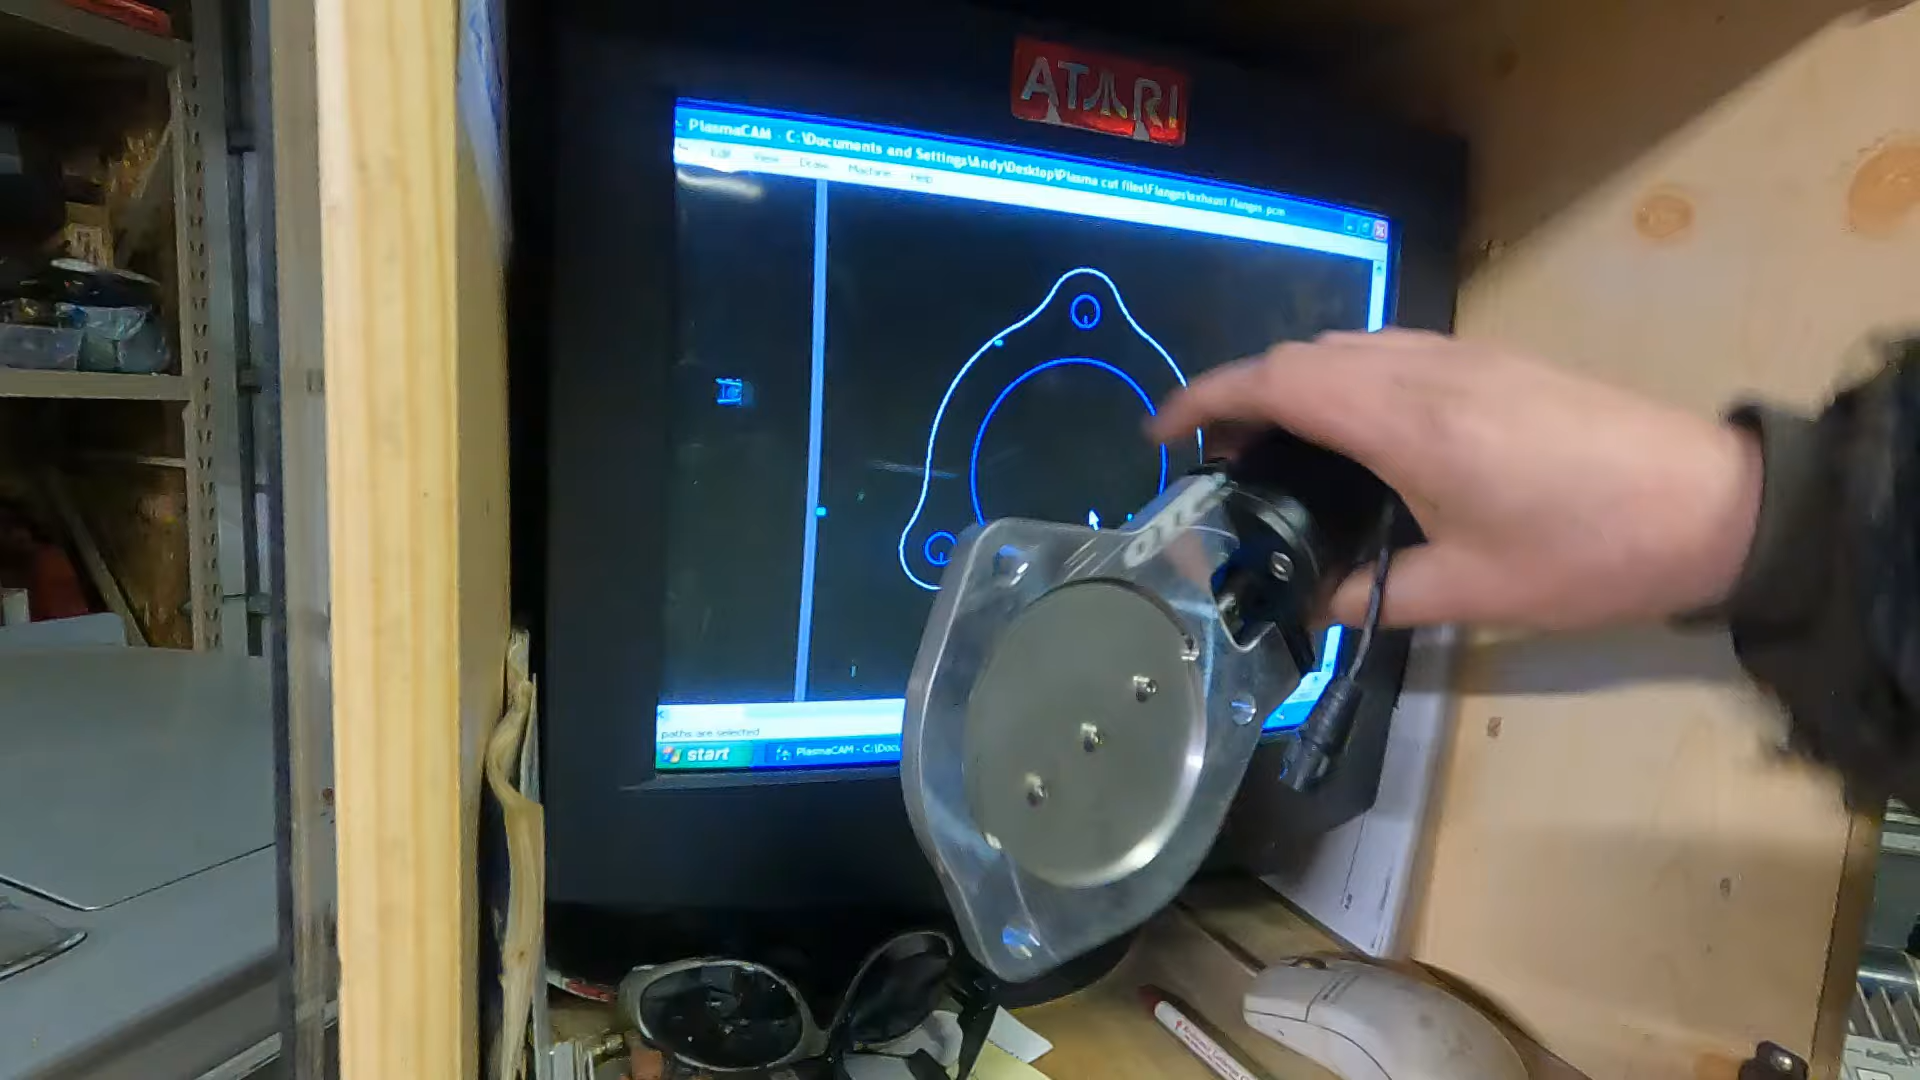 ATARI
PlasmaCAM - C:\Documents and Settings\Andy\Desktop\Plasma cut files\Flanges\exhaust flanges.pcm
Edit View Draw Machine Help
paths are selected
start
PlasmaCAM - C:\Docu